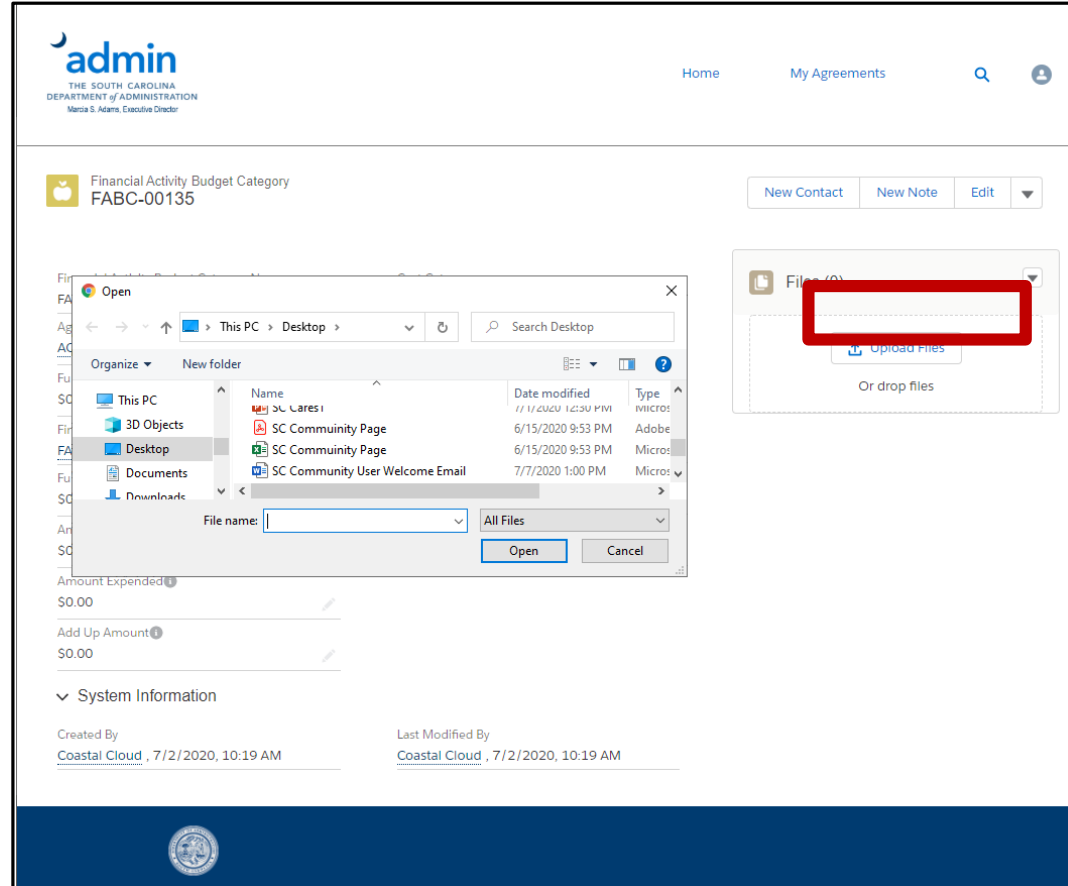 admin
THE SOUTH CAROLINA
DEPARTMENT of ADMINISTRATION
Marcia S. Adams, Executive Director
Home My Agreements
Financial Activity Budget Category
FABC-00135
New Contact New Note Edit
Files (0)
Upload Files
Or drop files
Open
This PC > Desktop > Search Desktop
Organize New folder
This PC
3D Objects
Desktop
Documents
Downloads
Name Date modified Type
SC Cares1 7/1/2020 12:30 PM Micros
SC Commuinity Page 6/15/2020 9:53 PM Adobe
SC Commuinity Page 6/15/2020 9:53 PM Micros
SC Community User Welcome Email 7/7/2020 1:00 PM Micros
File name: All Files
Open Cancel
Amount Expended
$0.00
Add Up Amount
$0.00
System Information
Created By Last Modified By
Coastal Cloud , 7/2/2020, 10:19 AM Coastal Cloud , 7/2/2020, 10:19 AM